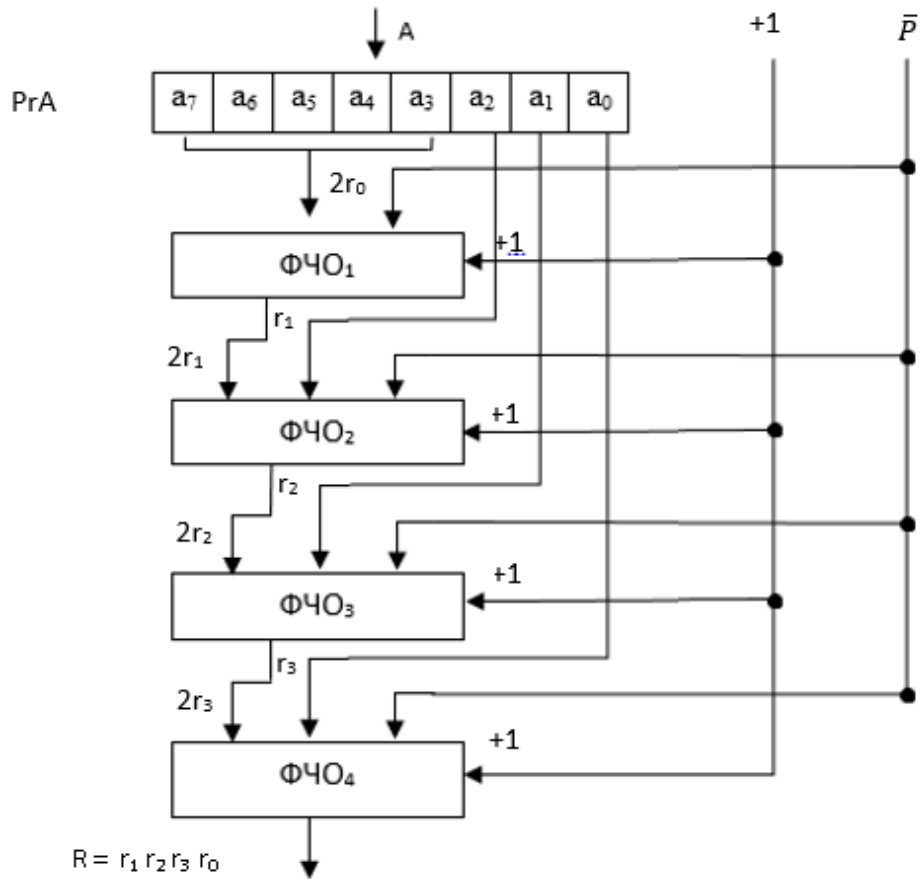 A
+1
P̄
PrA
a₇ a₆ a₅ a₄ a₃ a₂ a₁ a₀
2r₀
+1
ФЧО₁
r₁
2r₁
+1
ФЧО₂
r₂
2r₂
+1
ФЧО₃
r₃
2r₃
+1
ФЧО₄
R = r₁ r₂ r₃ r₀